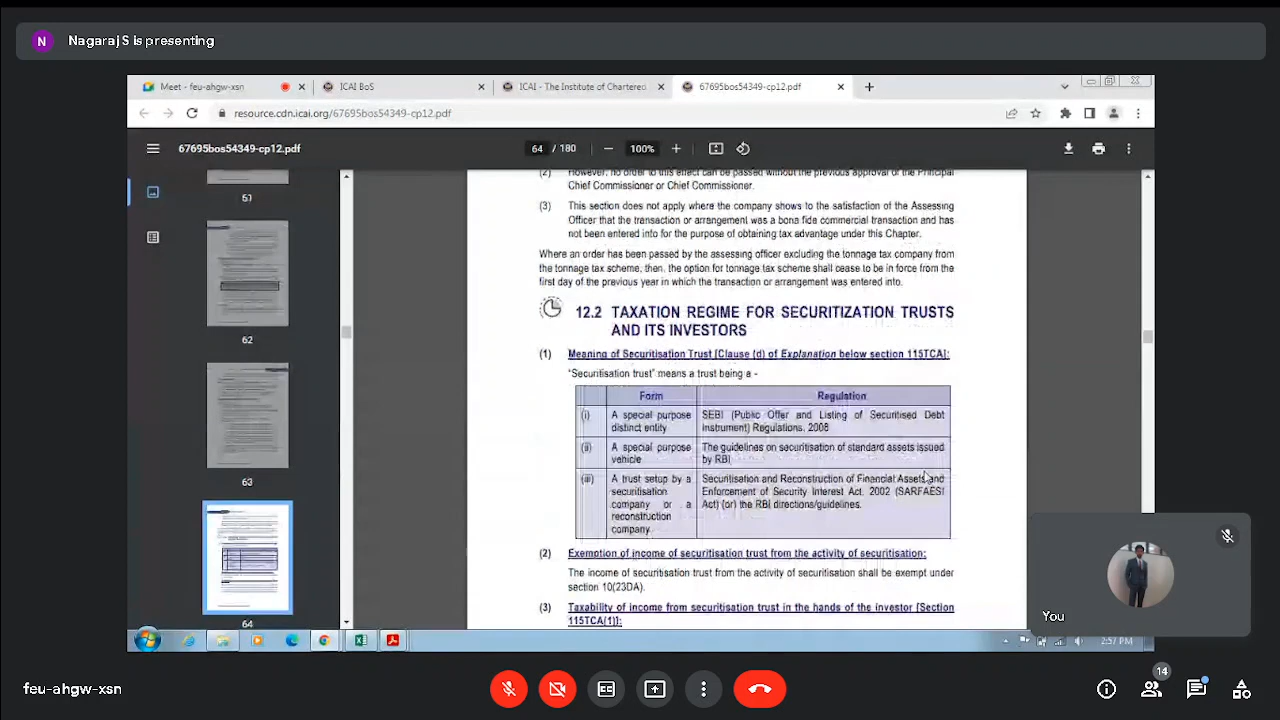 N Nagaraj S is presenting
Meet - feu-ahgw-xsn
ICAI BoS
ICAI - The Institute of Chartered
67695bos54349-cp12.pdf
resource.cdn.icai.org/67695bos54349-cp12.pdf
67695bos54349-cp12.pdf
64 / 180
100%
61
62
63
64
(2) However, no order to this effect can be passed without the previous approval of the Principal
Chief Commissioner or Chief Commissioner.
(3) This section does not apply where the company shows to the satisfaction of the Assessing
Officer that the transaction or arrangement was a bona fide commercial transaction and has
not been entered into for the purpose of obtaining tax advantage under this Chapter.
Where an order has been passed by the assessing officer excluding the tonnage tax company from
the tonnage tax scheme, then, the option for tonnage tax scheme shall cease to be in force from the
first day of the previous year in which the transaction or arrangement was entered into.
12.2 TAXATION REGIME FOR SECURITIZATION TRUSTS
AND ITS INVESTORS
(1) Meaning of Securitisation Trust [Clause (d) of Explanation below section 115TCA]:
"Securitisation trust" means a trust being a -
Form Regulation
(i) A special purpose distinct entity SEBI (Public Offer and Listing of Securitised Debt
Instrument) Regulations, 2008
(ii) A special purpose vehicle The guidelines on securitisation of standard assets issued
by RBI
(iii) A trust setup by a securitisation company or a reconstruction company. Securitisation and Reconstruction of Financial Assets and
Enforcement of Security Interest Act, 2002 (SARFAESI
Act) (or) the RBI directions/guidelines.
(2) Exemption of income of securitisation trust from the activity of securitisation:
The income of securitisation trust from the activity of securitisation shall be exempt under
section 10(23DA).
(3) Taxability of income from securitisation trust in the hands of the investor [Section
115TCA(1)]:
You
2:57 PM
feu-ahgw-xsn
14